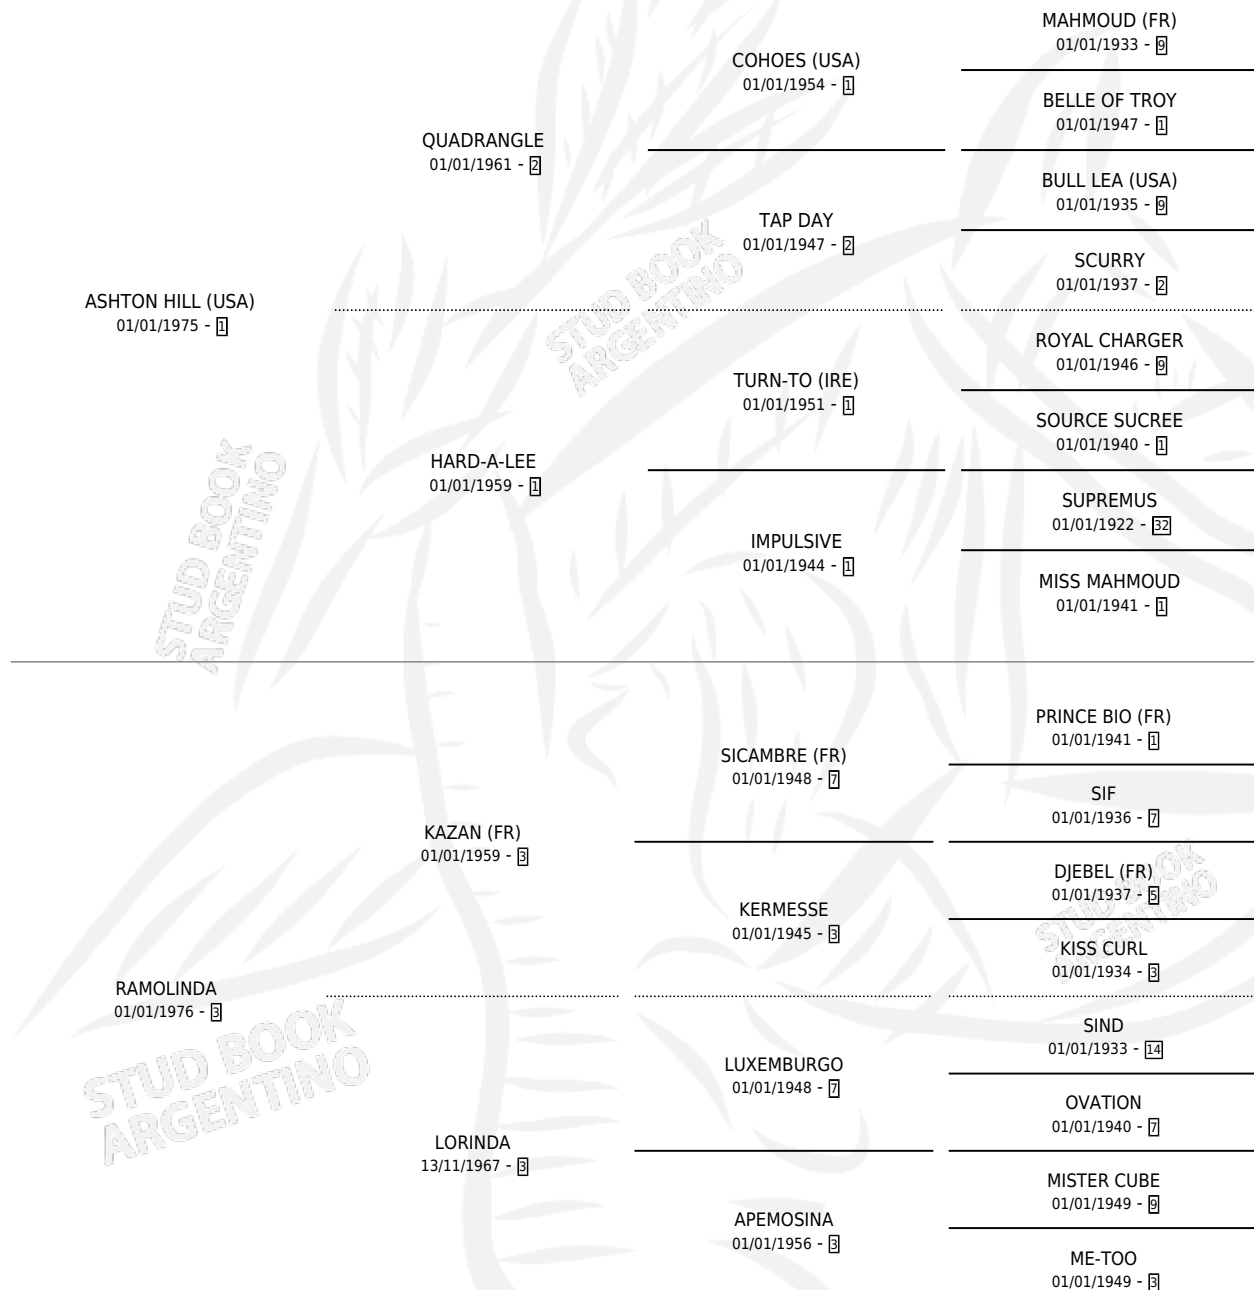 MAHMOUD (FR)
01/01/1933 - 9
COHOES (USA)
01/01/1954 - 1
BELLE OF TROY
01/01/1947 - 1
QUADRANGLE
01/01/1961 - 2
BULL LEA (USA)
01/01/1935 - 9
TAP DAY
01/01/1947 - 2
SCURRY
01/01/1937 - 2
ASHTON HILL (USA)
01/01/1975 - 1
ROYAL CHARGER
01/01/1946 - 9
TURN-TO (IRE)
01/01/1951 - 1
SOURCE SUCREE
01/01/1940 - 1
HARD-A-LEE
01/01/1959 - 1
SUPREMUS
01/01/1922 - 32
IMPULSIVE
01/01/1944 - 1
MISS MAHMOUD
01/01/1941 - 1
STUD BOOK
ARGENTINO
STUD BOOK
ARGENTINO
PRINCE BIO (FR)
01/01/1941 - 1
SICAMBRE (FR)
01/01/1948 - 7
SIF
01/01/1936 - 7
KAZAN (FR)
01/01/1959 - 3
DJEBEL (FR)
01/01/1937 - 5
KERMESSE
01/01/1945 - 3
KISS CURL
01/01/1934 - 3
RAMOLINDA
01/01/1976 - 3
SIND
01/01/1933 - 14
LUXEMBURGO
01/01/1948 - 7
OVATION
01/01/1940 - 7
LORINDA
13/11/1967 - 3
MISTER CUBE
01/01/1949 - 9
APEMOSINA
01/01/1956 - 3
ME-TOO
01/01/1949 - 3
STUD BOOK
ARGENTINO
STUD BOOK
ARGENTINO